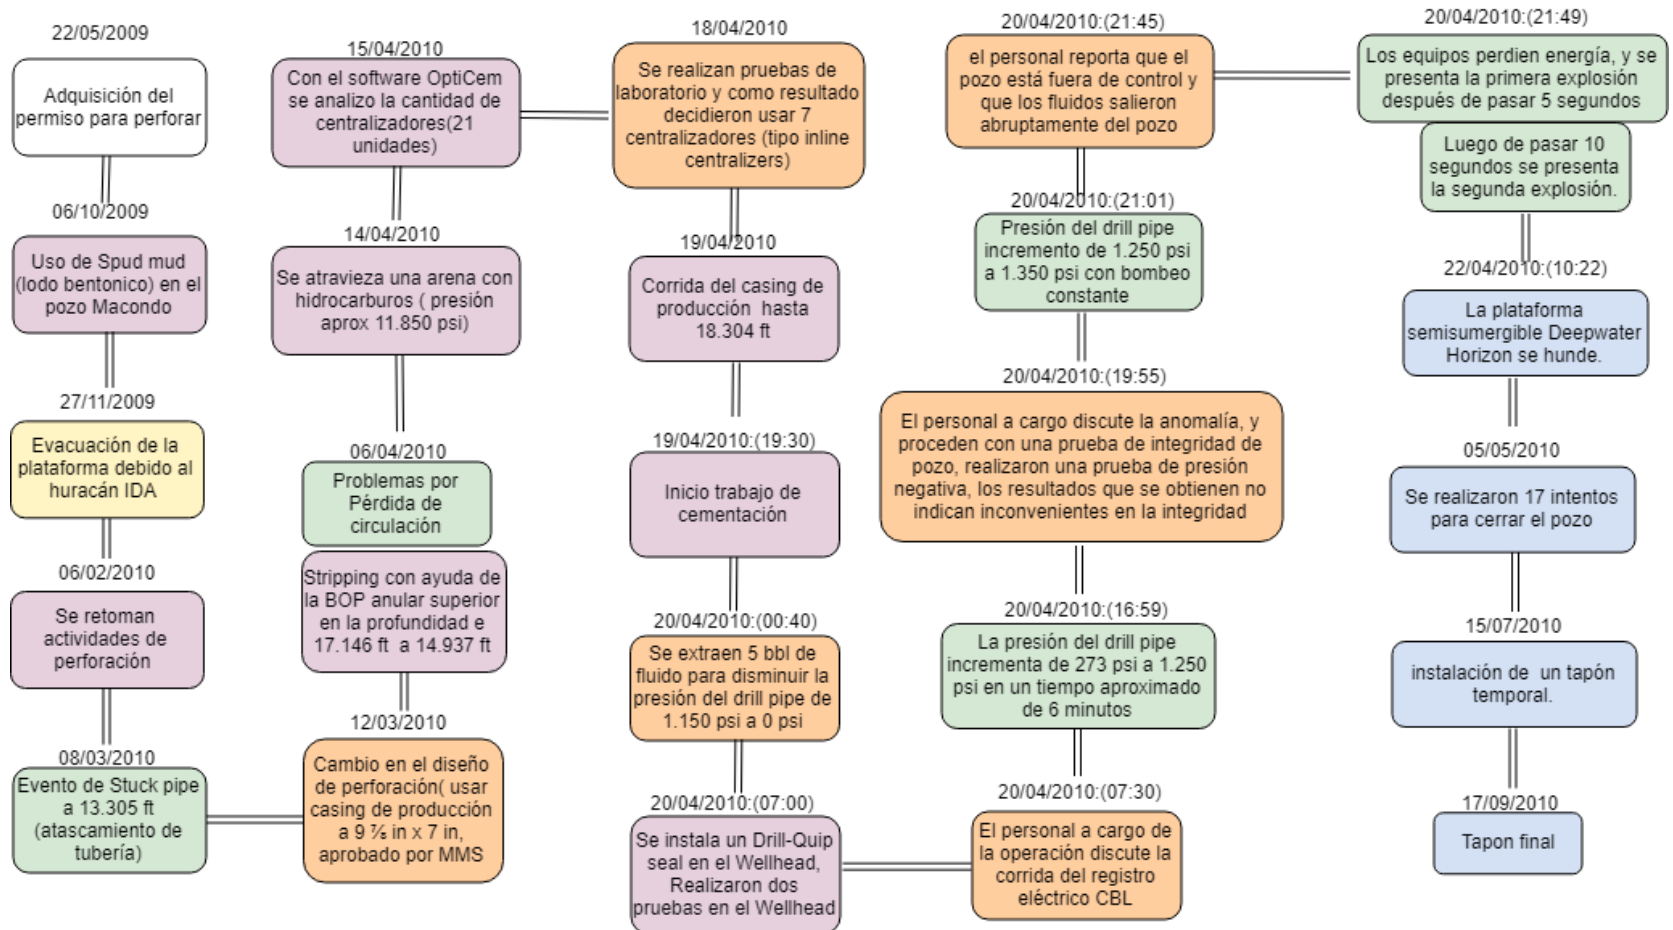 22/05/2009
Adquisición del
permiso para perforar
06/10/2009
Uso de Spud mud
(lodo bentonico) en el
pozo Macondo
27/11/2009
Evacuación de la
plataforma debido al
huracán IDA
06/02/2010
Se retoman
actividades de
perforación
08/03/2010
Evento de Stuck pipe
a 13.305 ft
(atascamiento de
tubería)
12/03/2010
Cambio en el diseño
de perforación( usar
casing de producción
a 9 ⅞ in x 7 in,
aprobado por MMS
06/04/2010
Problemas por
Pérdida de
circulación
Stripping con ayuda de
la BOP anular superior
en la profundidad e
17.146 ft a 14.937 ft
14/04/2010
Se atravieza una arena con
hidrocarburos ( presión
aprox 11.850 psi)
15/04/2010
Con el software OptiCem
se analizo la cantidad de
centralizadores(21
unidades)
18/04/2010
Se realizan pruebas de
laboratorio y como resultado
decidieron usar 7
centralizadores (tipo inline
centralizers)
19/04/2010
Corrida del casing de
producción hasta
18.304 ft
19/04/2010:(19:30)
Inicio trabajo de
cementación
20/04/2010:(00:40)
Se extraen 5 bbl de
fluido para disminuir la
presión del drill pipe de
1.150 psi a 0 psi
20/04/2010:(07:00)
Se instala un Drill-Quip
seal en el Wellhead,
Realizaron dos
pruebas en el Wellhead
20/04/2010:(07:30)
El personal a cargo de
la operación discute la
corrida del registro
eléctrico CBL
20/04/2010:(16:59)
La presión del drill pipe
incrementa de 273 psi a 1.250
psi en un tiempo aproximado
de 6 minutos
20/04/2010:(19:55)
El personal a cargo discute la anomalía, y
proceden con una prueba de integridad de
pozo, realizaron una prueba de presión
negativa, los resultados que se obtienen no
indican inconvenientes en la integridad
20/04/2010:(21:01)
Presión del drill pipe
incremento de 1.250 psi
a 1.350 psi con bombeo
constante
20/04/2010:(21:45)
el personal reporta que el
pozo está fuera de control y
que los fluidos salieron
abruptamente del pozo
20/04/2010:(21:49)
Los equipos perdien energía, y se
presenta la primera explosión
después de pasar 5 segundos
Luego de pasar 10
segundos se presenta
la segunda explosión.
22/04/2010:(10:22)
La plataforma
semisumergible Deepwater
Horizon se hunde.
05/05/2010
Se realizaron 17 intentos
para cerrar el pozo
15/07/2010
instalación de un tapón
temporal.
17/09/2010
Tapon final